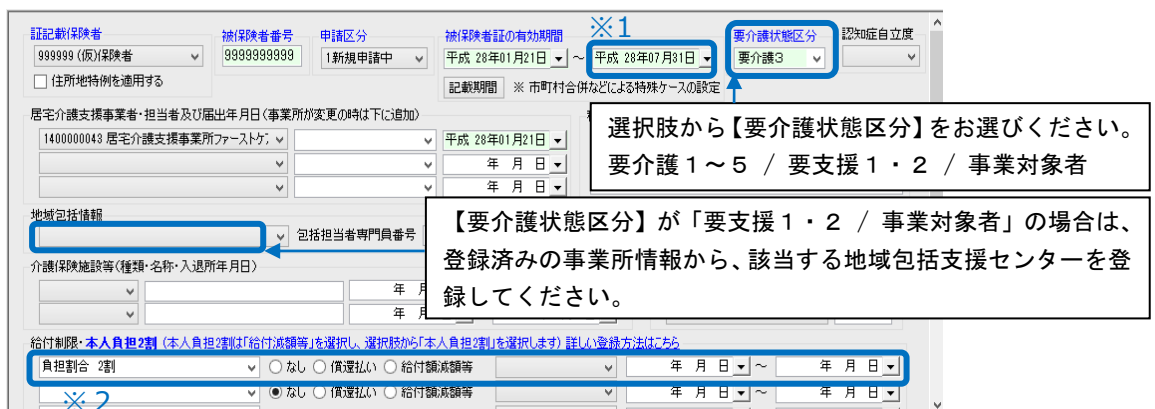 ※1
証記載保険者 被保険者番号 申請区分 被保険者証の有効期間 要介護状態区分 認知症自立度
999999 (仮)保険者 9999999999 1新規申請中 平成 28年01月21日 ～ 平成 28年07月31日 要介護3
住所地特例を適用する 記載期間 ※ 市町村合併などによる特殊ケースの設定
居宅介護支援事業者・担当者及び届出年月日(事業所が変更の時は下に追加)
1400000043 居宅介護支援事業所ファーストケア 平成 28年01月21日
年 月 日
年 月 日
選択肢から【要介護状態区分】をお選びください。
要介護１～５ / 要支援１・２ / 事業対象者
地域包括情報
包括担当者専門員番号
【要介護状態区分】が「要支援１・２ / 事業対象者」の場合は、
登録済みの事業所情報から、該当する地域包括支援センターを登
録してください。
介護保険施設等(種類・名称・入退所年月日)
年
年
給付制限・本人負担2割 (本人負担2割は「給付減額等」を選択し、選択肢から「本人負担2割」を選択します) 詳しい登録方法はこちら
負担割合 2割 なし 償還払い 給付額減額等 年 月 日 ～ 年 月 日
※2 なし 償還払い 給付額減額等 年 月 日 ～ 年 月 日